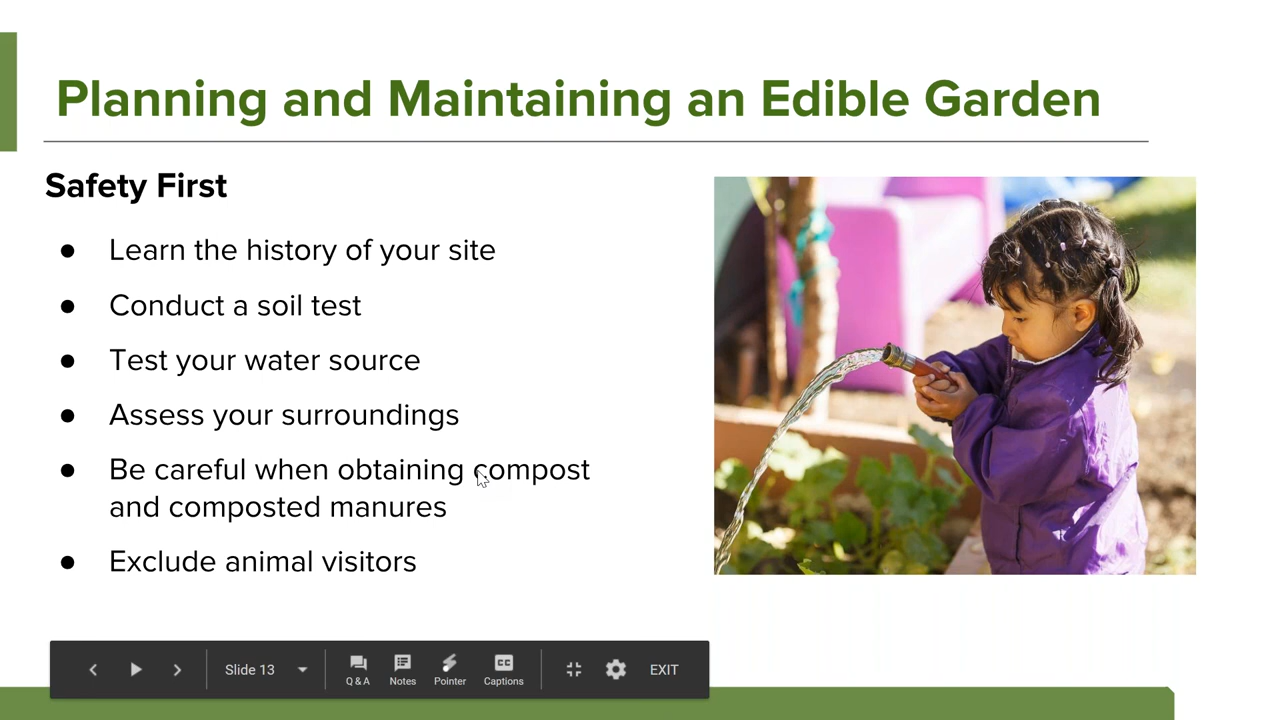 Planning and Maintaining an Edible Garden
Safety First
● Learn the history of your site
● Conduct a soil test
● Test your water source
● Assess your surroundings
● Be careful when obtaining compost
and composted manures
● Exclude animal visitors
Slide 13
Q & A
Notes
Pointer
CC
Captions
EXIT